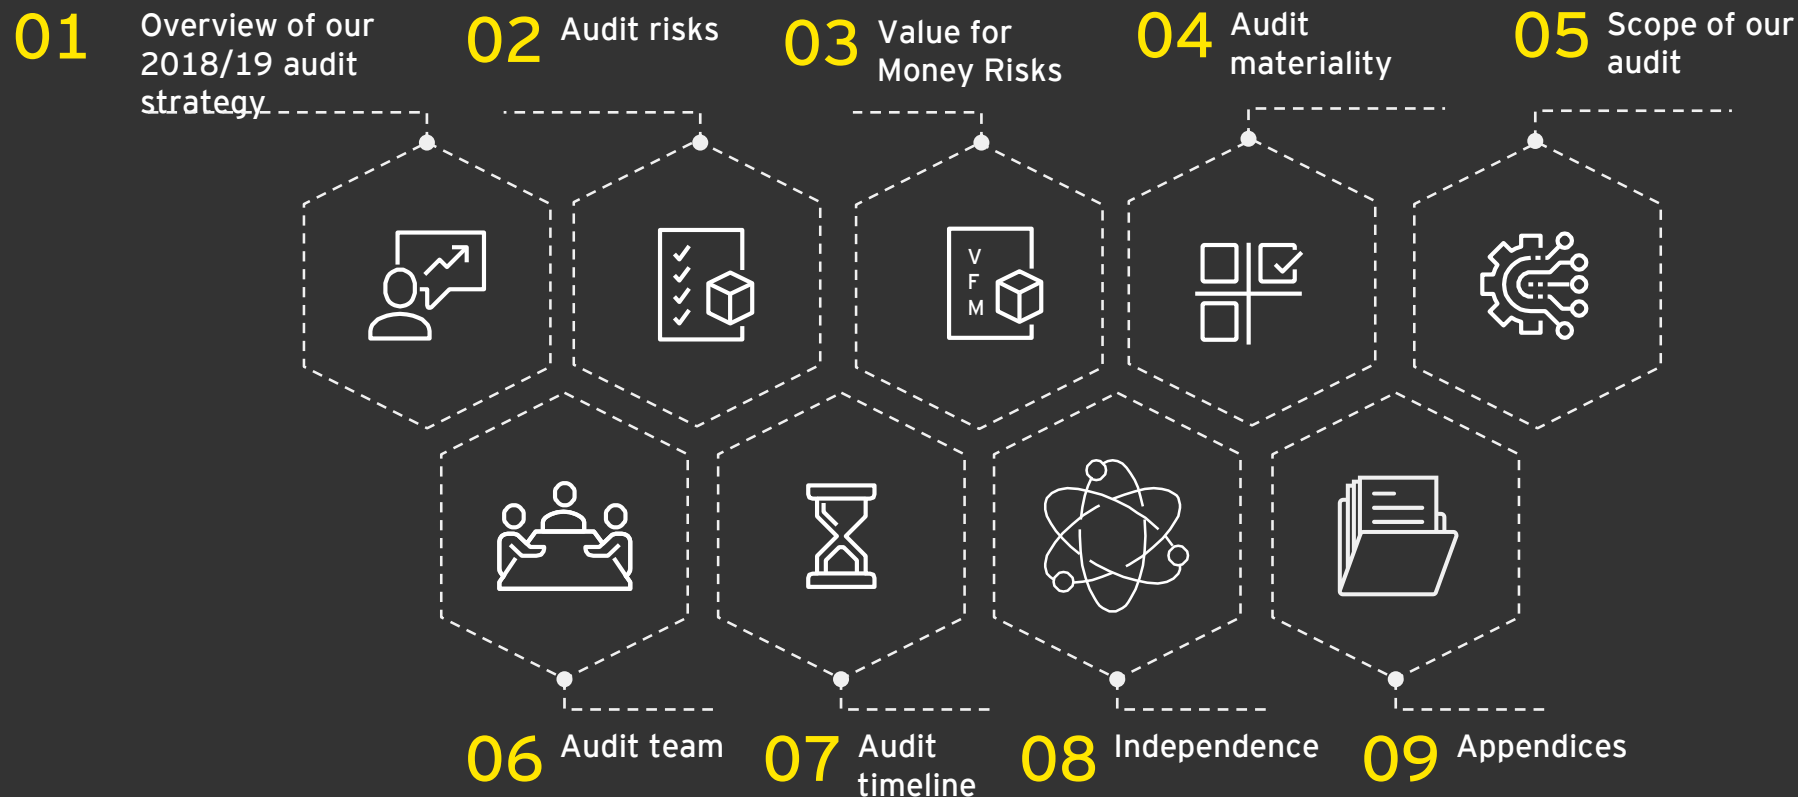 01
Overview of our
2018/19 audit
strategy
02
Audit risks
03
Value for
Money Risks
04
Audit
materiality
05
Scope of our
audit
V
F
M
06
Audit team
07
Audit
timeline
08
Independence
09
Appendices